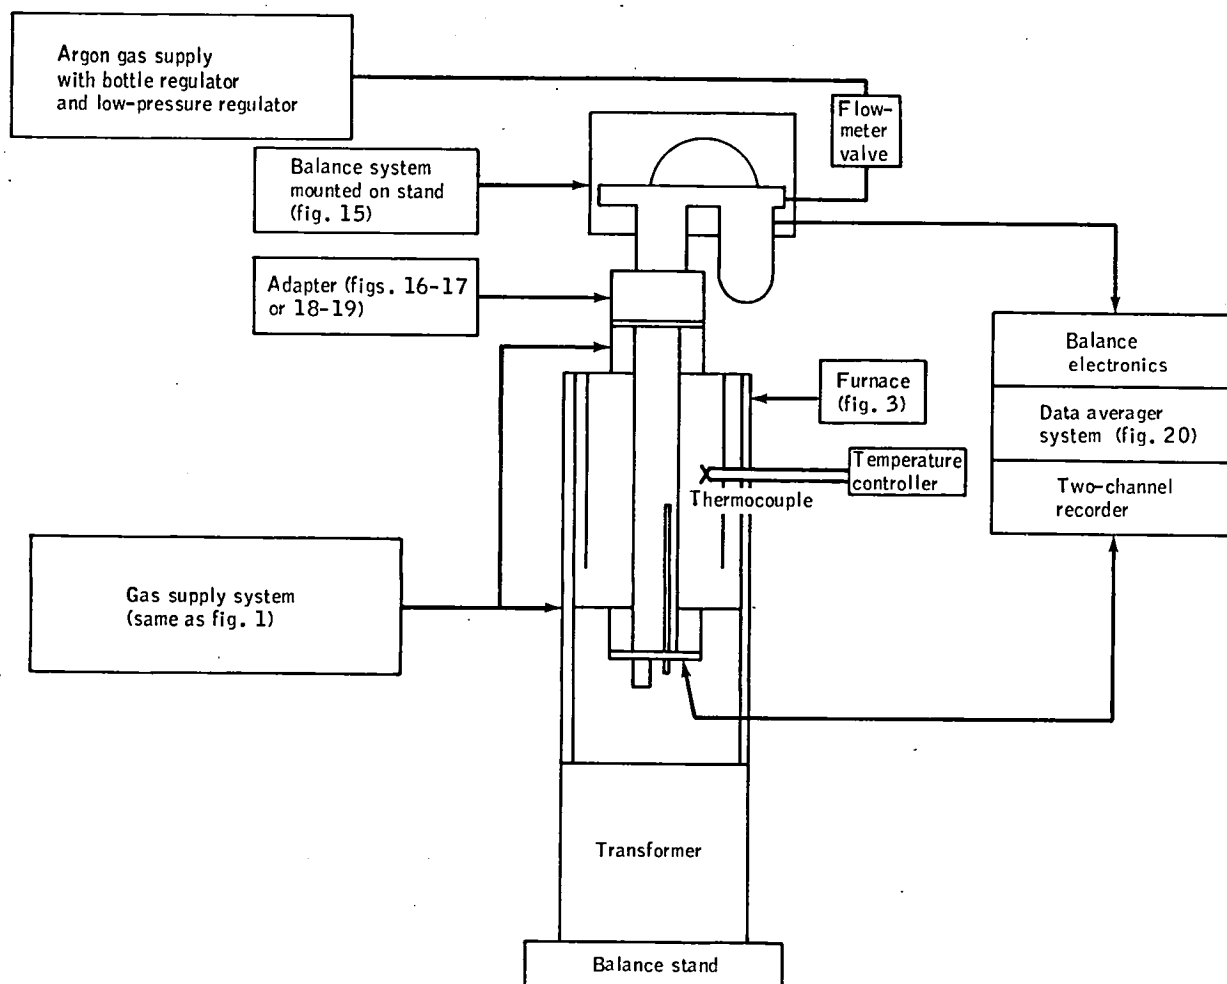 Argon gas supply
with bottle regulator
and low-pressure regulator
Flow-
meter
valve
Balance system
mounted on stand
(fig. 15)
Adapter (figs. 16-17
or 18-19)
Balance
electronics
Furnace
(fig. 3)
Data averager
system (fig. 20)
Temperature
controller
Thermocouple
Two-channel
recorder
Gas supply system
(same as fig. 1)
Transformer
Balance stand